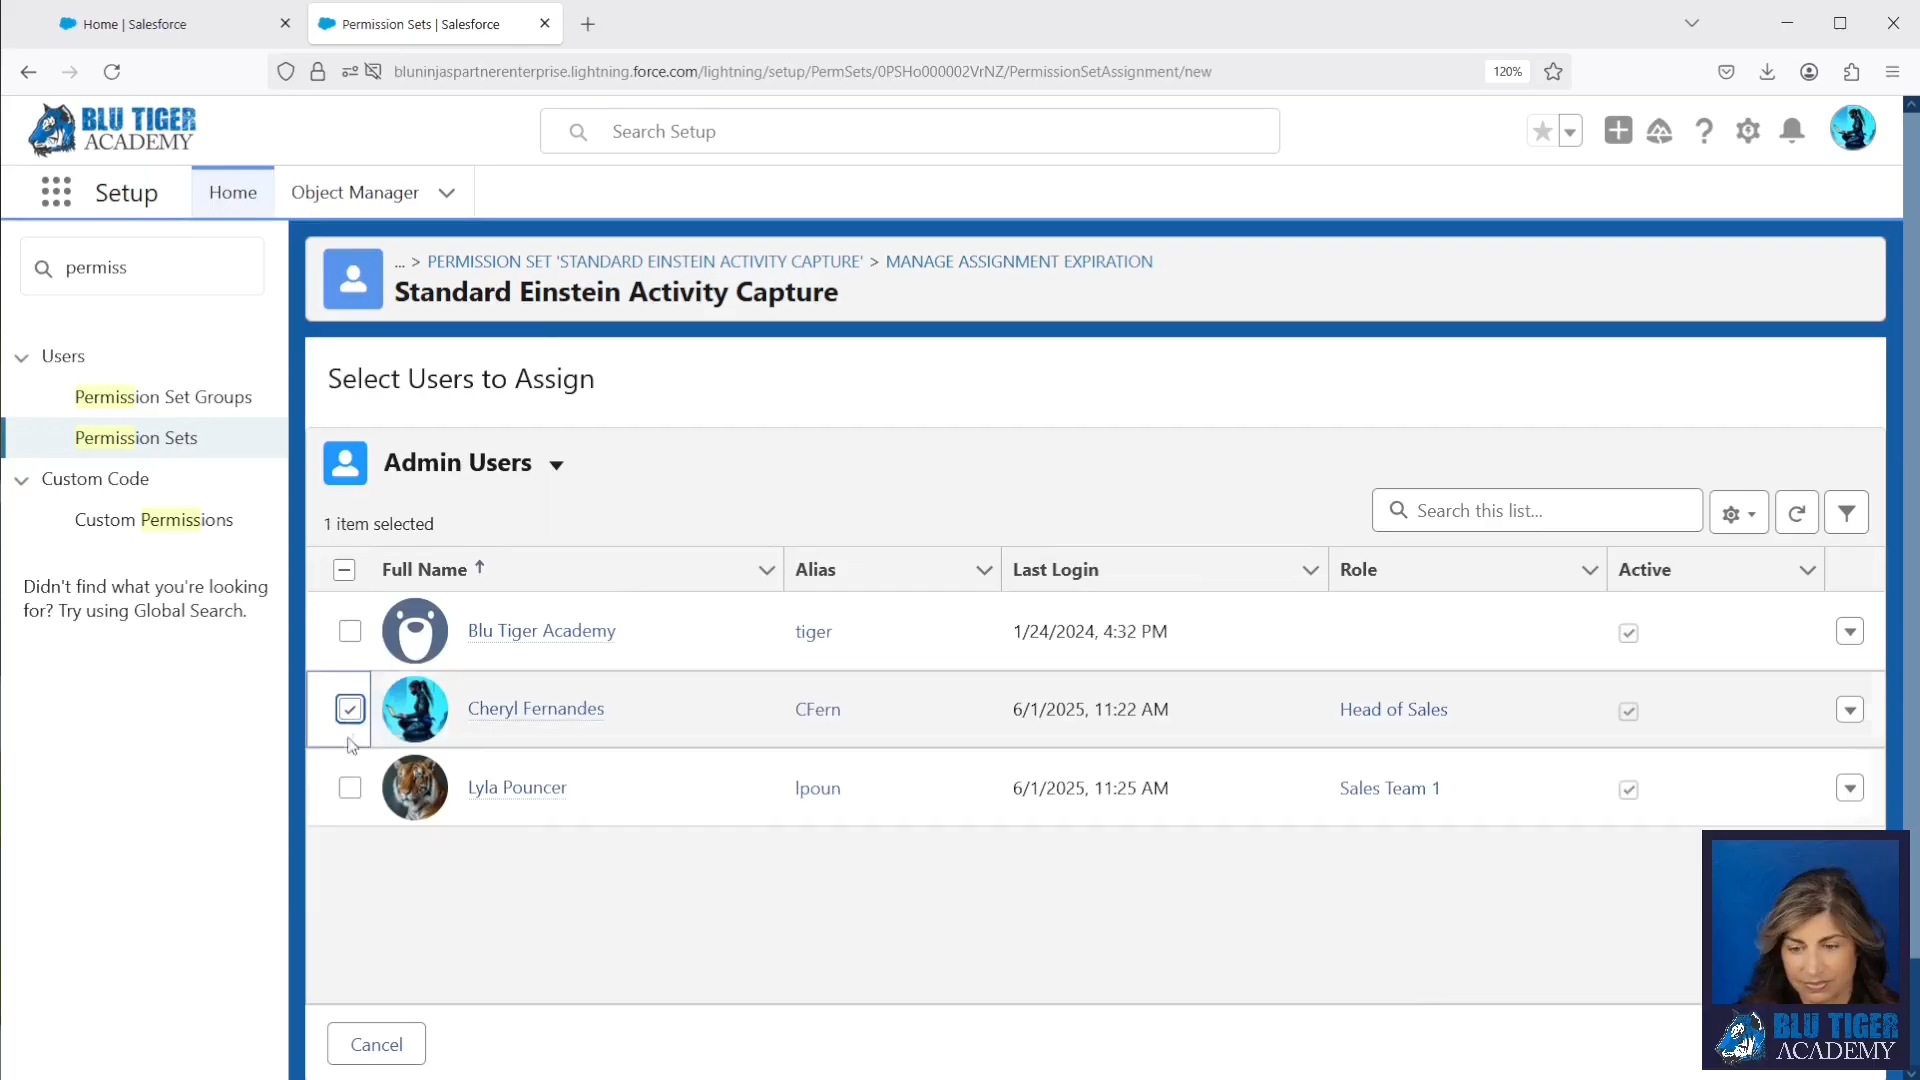 Home | Salesforce
Permission Sets | Salesforce
bluninjaspartnerenterprise.lightning.force.com/lightning/setup/PermSets/0PSHo000002VrNZ/PermissionSetAssignment/new
120%
BLU TIGER
ACADEMY
Search Setup
Setup
Home
Object Manager
permiss
Users
Permission Set Groups
Permission Sets
Custom Code
Custom Permissions
Didn't find what you're looking
for? Try using Global Search.
... > PERMISSION SET 'STANDARD EINSTEIN ACTIVITY CAPTURE' > MANAGE ASSIGNMENT EXPIRATION
Standard Einstein Activity Capture
Select Users to Assign
Admin Users
1 item selected
Search this list...
Full Name Alias Last Login Role Active
Blu Tiger Academy tiger 1/24/2024, 4:32 PM
Cheryl Fernandes CFern 6/1/2025, 11:22 AM Head of Sales
Lyla Pouncer lpoun 6/1/2025, 11:25 AM Sales Team 1
Cancel
BLU TIGER
ACADEMY